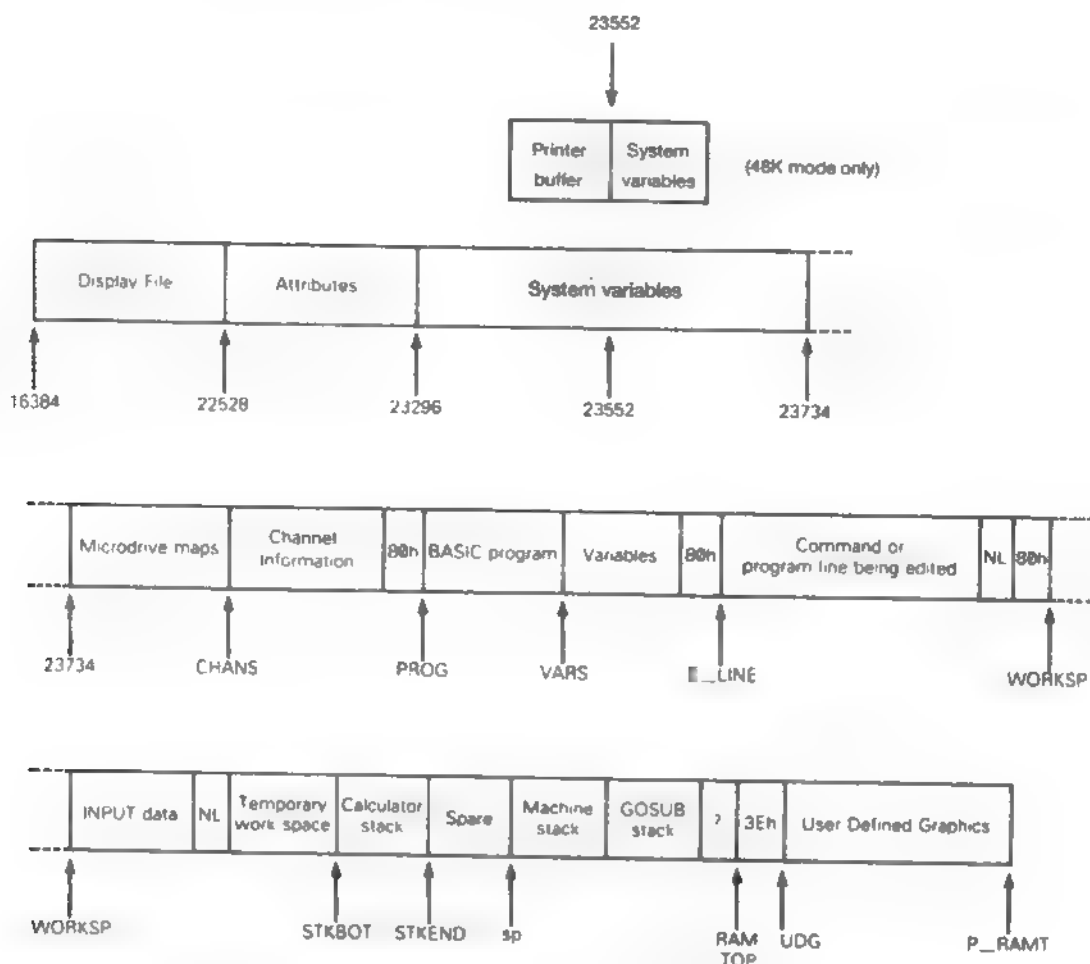 23552
Printer buffer
System variables
(48K mode only)
Display File
Attributes
System variables
16384
22528
23296
23552
23734
Microdrive maps
Channel Information
80h
BASIC program
Variables
80h
Command or
program line being edited
NL
80h
23734
CHANS
PROG
VARS
E_LINE
WORKSP
INPUT data
NL
Temporary work space
Calculator stack
Spare
Machine stack
GOSUB stack
?
3Eh
User Defined Graphics
WORKSP
STKBOT
STKEND
sp
RAM TOP
UDG
P_RAMT